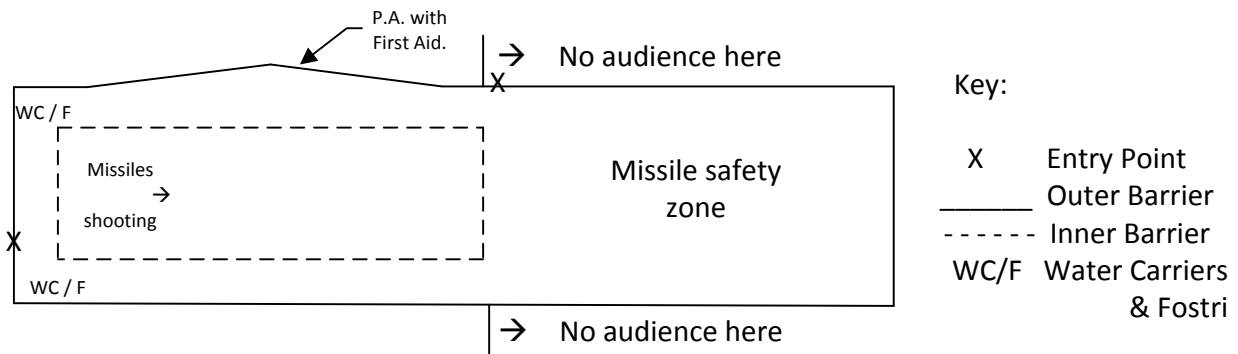 P.A. with
First Aid.
→ No audience here
X
WC / F
Missiles
→
shooting
Missile safety
zone
X
WC / F
→ No audience here
Key:
X Entry Point
______ Outer Barrier
- - - - - - Inner Barrier
WC/F Water Carriers
& Fostri